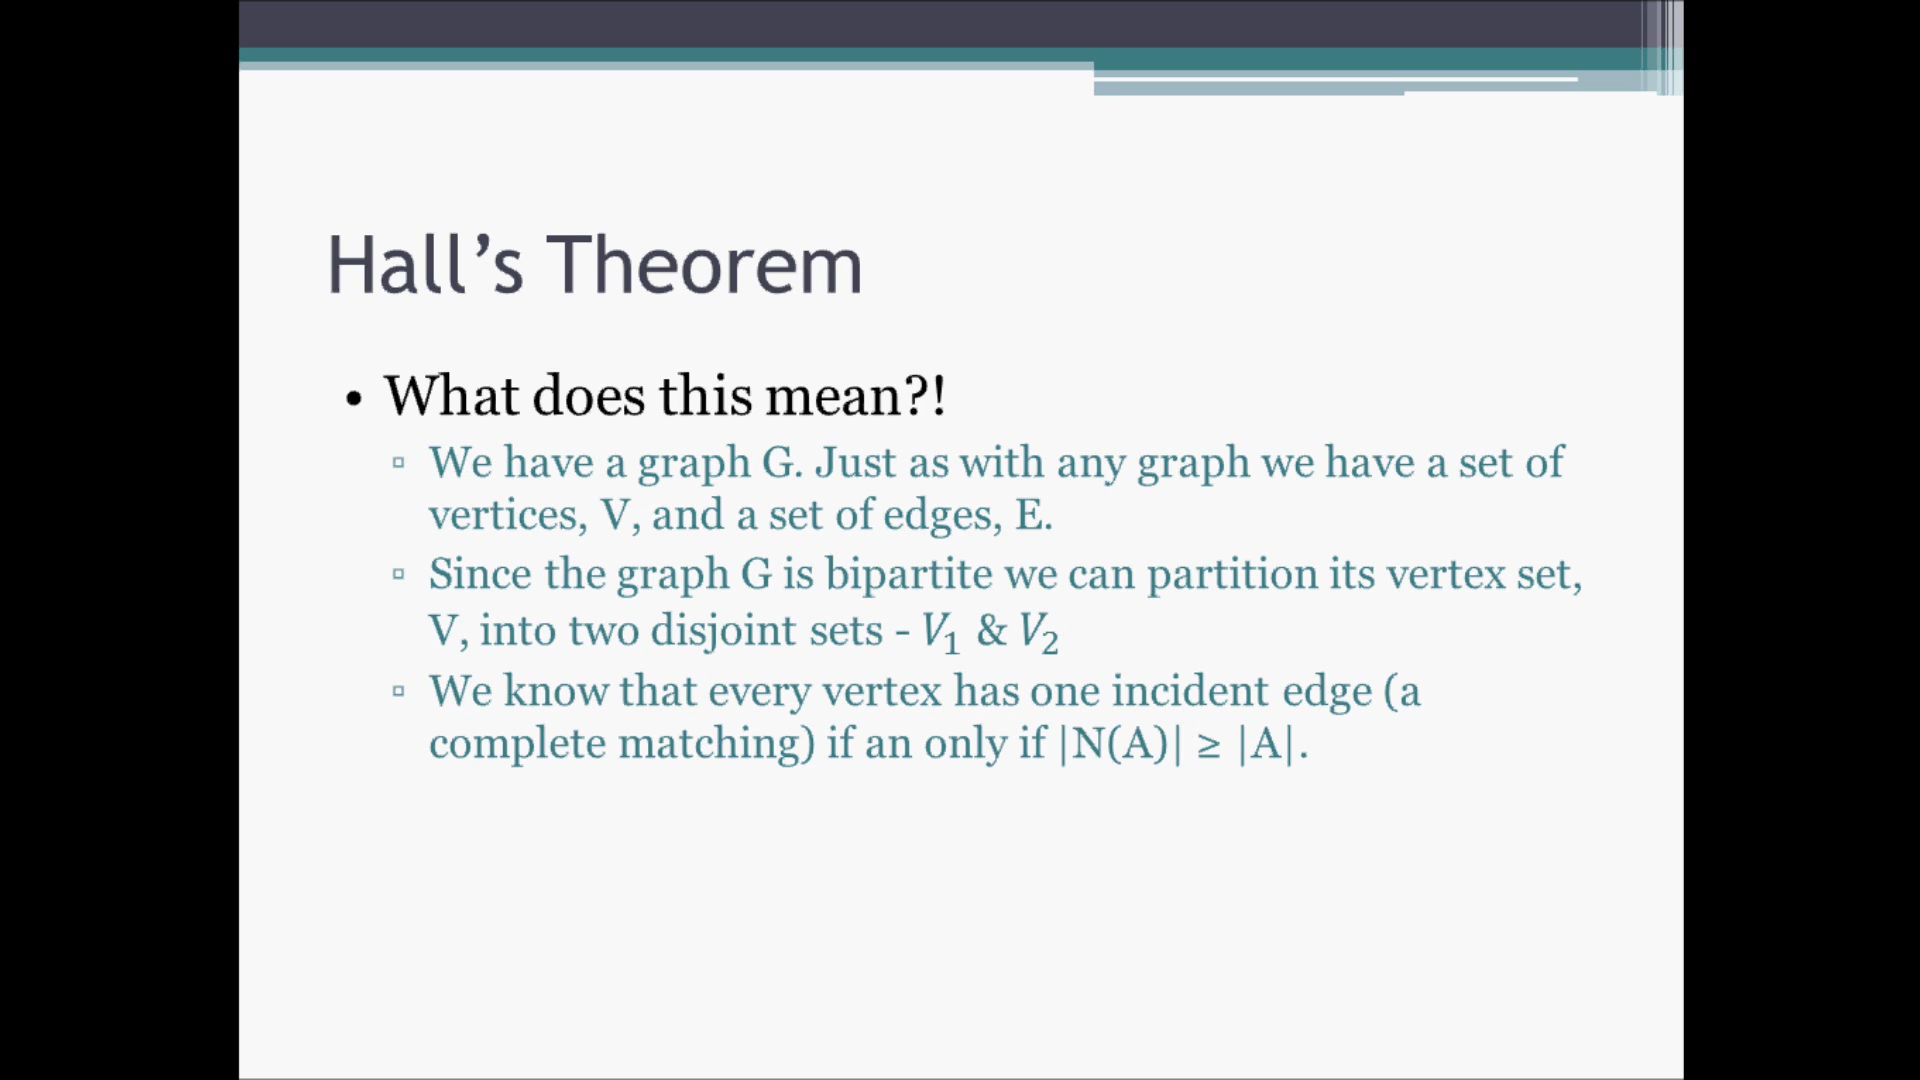 Hall’s Theorem
• What does this mean?!
▫ We have a graph G. Just as with any graph we have a set of
vertices, V, and a set of edges, E.
▫ Since the graph G is bipartite we can partition its vertex set,
V, into two disjoint sets - V₁ & V₂
▫ We know that every vertex has one incident edge (a
complete matching) if an only if |N(A)| ≥ |A|.